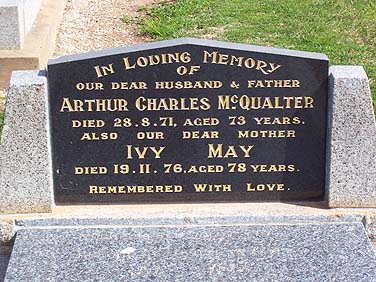 In Loving Memory
OF
OUR DEAR HUSBAND & FATHER
ARTHUR CHARLES McQUALTER
DIED 28.8.71, AGED 73 YEARS.
ALSO OUR DEAR MOTHER
IVY MAY
DIED 19.11.76, AGED 78 YEARS.
REMEMBERED WITH LOVE.